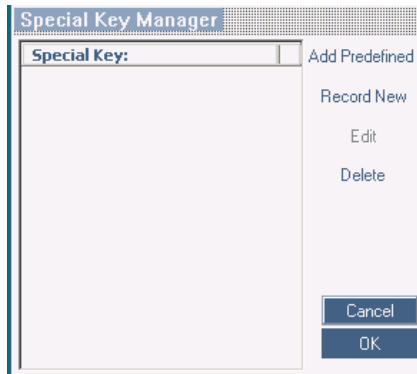 Special Key Manager
Special Key:
Add Predefined
Record New
Edit
Delete
Cancel
OK